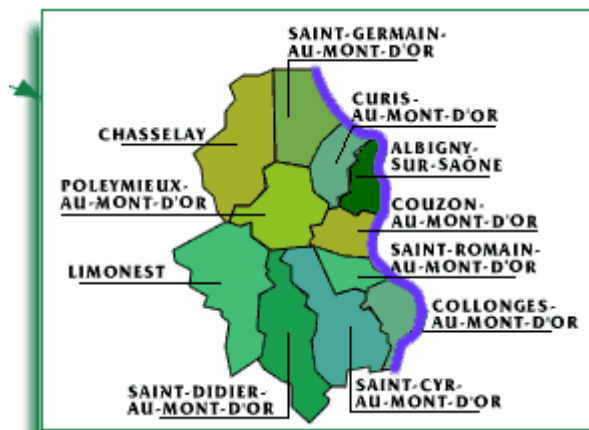 SAINT-GERMAIN-
AU-MONT-D'OR
CURIS-
AU-MONT-D'OR
CHASSELAY
ALBIGNY-
SUR-SAÔNE
POLEYMIEUX-
AU-MONT-D'OR
COUZON-
AU-MONT-D'OR
SAINT-ROMAIN-
AU-MONT-D'OR
LIMONEST
COLLONGES-
AU-MONT-D'OR
SAINT-DIDIER-
AU-MONT-D'OR
SAINT-CYR-
AU-MONT-D'OR